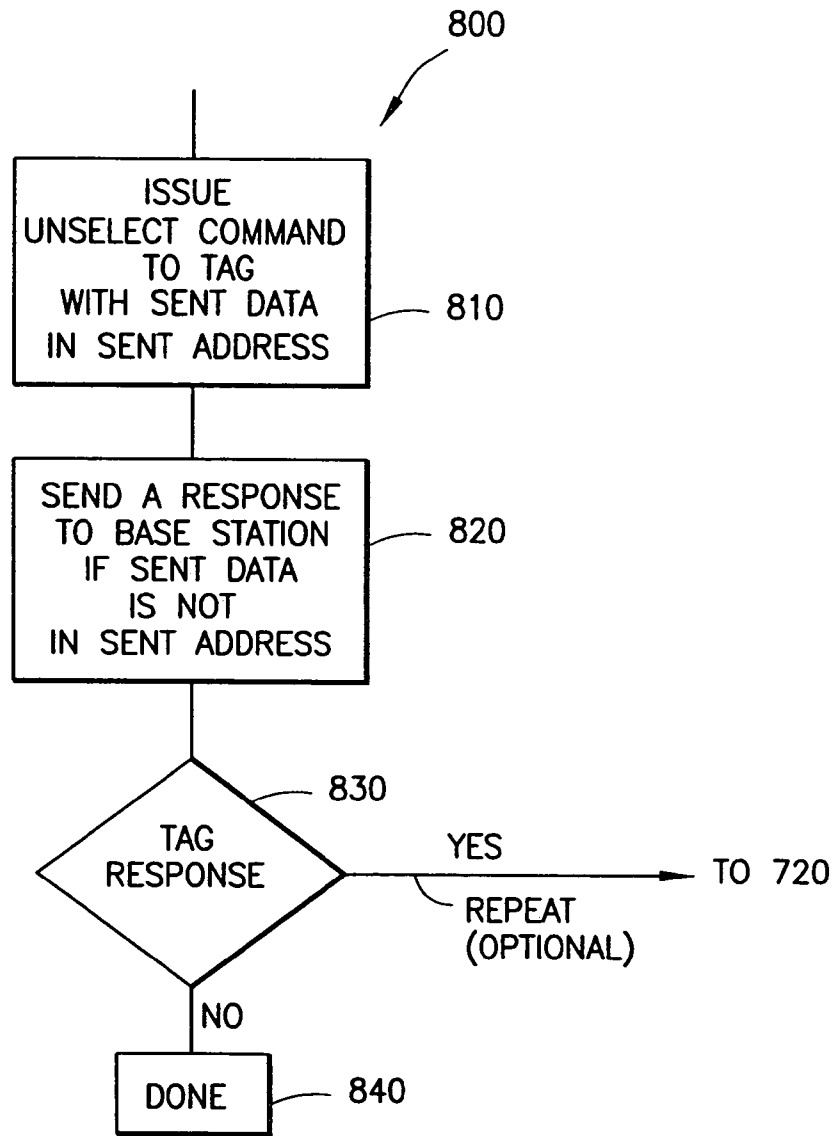 800
ISSUE
UNSELECT COMMAND
TO TAG
WITH SENT DATA
IN SENT ADDRESS
810
SEND A RESPONSE
TO BASE STATION
IF SENT DATA
IS NOT
IN SENT ADDRESS
820
830
TAG
RESPONSE
YES
TO 720
REPEAT
(OPTIONAL)
NO
DONE
840